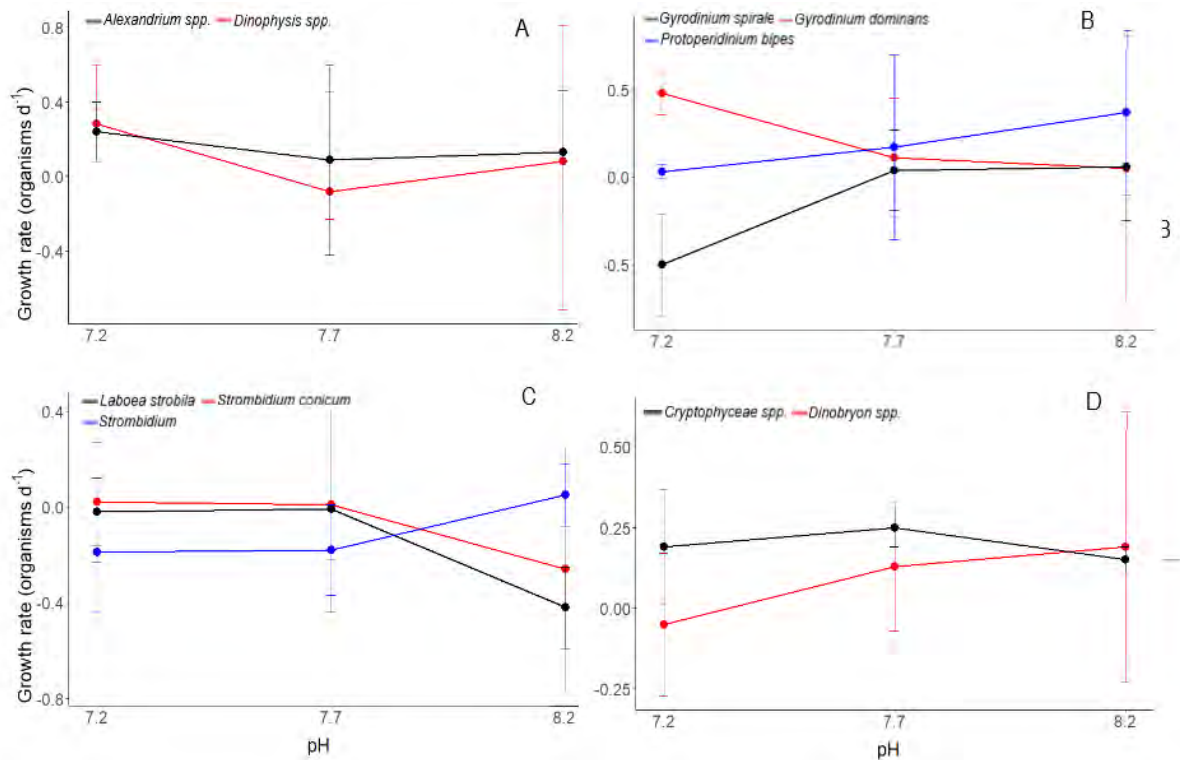 Alexandrium spp. Dinophysis spp.
A
0.8
0.4
0.0
-0.4
7.2 7.7 8.2
Growth rate (organisms d⁻¹)
Gyrodinium spirale Gyrodinium dominans
Protoperidinium bipes
B
0.5
0.0
-0.5
7.2 7.7 8.2
B
Laboea strobila Strombidium conicum
Strombidium
C
0.4
0.0
-0.4
-0.8
7.2 7.7 8.2
Growth rate (organisms d⁻¹)
pH
Cryptophyceae spp. Dinobryon spp.
D
0.50
0.25
0.00
-0.25
7.2 7.7 8.2
pH